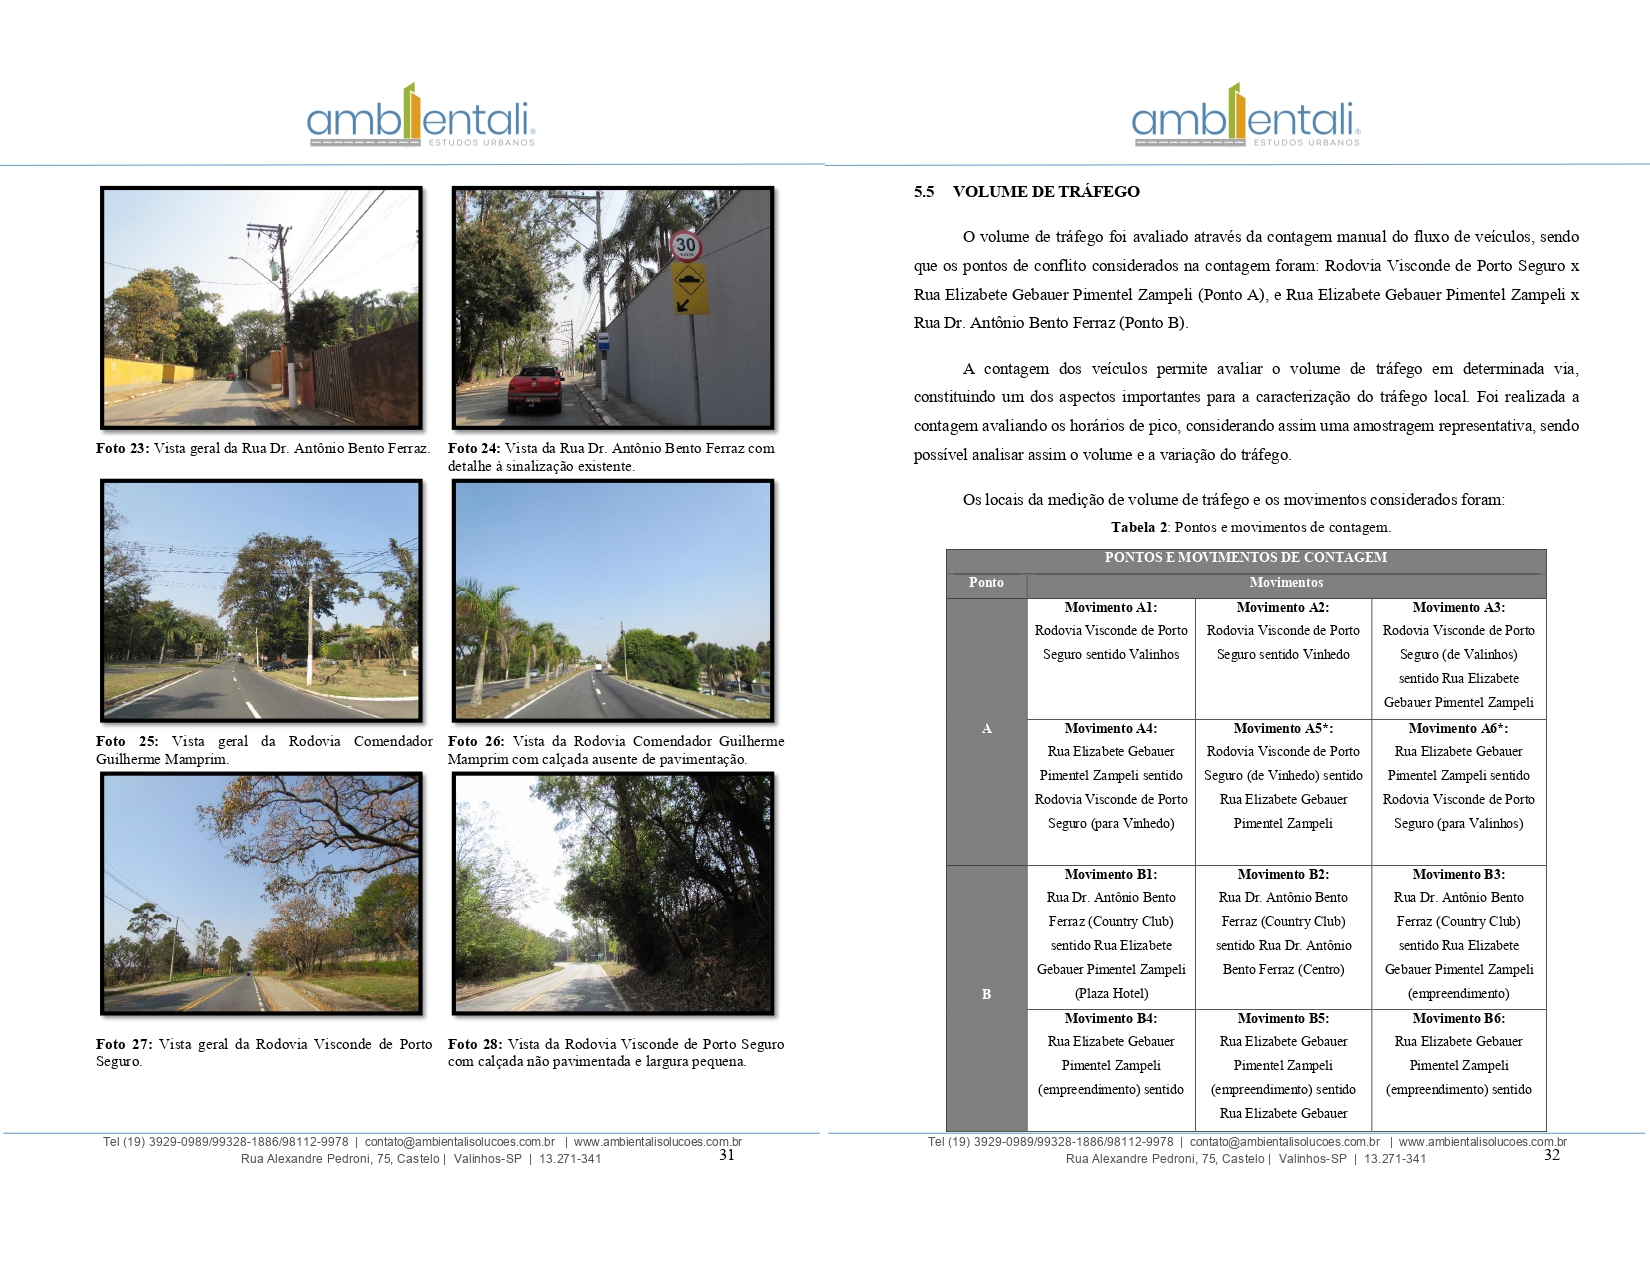 ambientali®
ESTUDOS URBANOS
30
Foto 23: Vista geral da Rua Dr. Antônio Bento Ferraz.
Foto 24: Vista da Rua Dr. Antônio Bento Ferraz com
detalhe à sinalização existente.
Foto 25: Vista geral da Rodovia Comendador
Guilherme Mamprim.
Foto 26: Vista da Rodovia Comendador Guilherme
Mamprim com calçada ausente de pavimentação.
Foto 27: Vista geral da Rodovia Visconde de Porto
Seguro.
Foto 28: Vista da Rodovia Visconde de Porto Seguro
com calçada não pavimentada e largura pequena.
Tel (19) 3929-0989/99328-1886/98112-9978 | contato@ambientalisolucoes.com.br | www.ambientalisolucoes.com.br
Rua Alexandre Pedroni, 75, Castelo | Valinhos-SP | 13.271-341
31
ambientali®
ESTUDOS URBANOS
5.5 VOLUME DE TRÁFEGO
O volume de tráfego foi avaliado através da contagem manual do fluxo de veículos, sendo
que os pontos de conflito considerados na contagem foram: Rodovia Visconde de Porto Seguro x
Rua Elizabete Gebauer Pimentel Zampeli (Ponto A), e Rua Elizabete Gebauer Pimentel Zampeli x
Rua Dr. Antônio Bento Ferraz (Ponto B).
A contagem dos veículos permite avaliar o volume de tráfego em determinada via,
constituindo um dos aspectos importantes para a caracterização do tráfego local. Foi realizada a
contagem avaliando os horários de pico, considerando assim uma amostragem representativa, sendo
possível analisar assim o volume e a variação do tráfego.
Os locais da medição de volume de tráfego e os movimentos considerados foram:
Tabela 2: Pontos e movimentos de contagem.
PONTOS E MOVIMENTOS DE CONTAGEM
Ponto
Movimentos
A
Movimento A1:
Rodovia Visconde de Porto
Seguro sentido Valinhos
Movimento A2:
Rodovia Visconde de Porto
Seguro sentido Vinhedo
Movimento A3:
Rodovia Visconde de Porto
Seguro (de Valinhos)
sentido Rua Elizabete
Gebauer Pimentel Zampeli
Movimento A4:
Rua Elizabete Gebauer
Pimentel Zampeli sentido
Rodovia Visconde de Porto
Seguro (para Vinhedo)
Movimento A5*:
Rodovia Visconde de Porto
Seguro (de Vinhedo) sentido
Rua Elizabete Gebauer
Pimentel Zampeli
Movimento A6*:
Rua Elizabete Gebauer
Pimentel Zampeli sentido
Rodovia Visconde de Porto
Seguro (para Valinhos)
B
Movimento B1:
Rua Dr. Antônio Bento
Ferraz (Country Club)
sentido Rua Elizabete
Gebauer Pimentel Zampeli
(Plaza Hotel)
Movimento B2:
Rua Dr. Antônio Bento
Ferraz (Country Club)
sentido Rua Dr. Antônio
Bento Ferraz (Centro)
Movimento B3:
Rua Dr. Antônio Bento
Ferraz (Country Club)
sentido Rua Elizabete
Gebauer Pimentel Zampeli
(empreendimento)
Movimento B4:
Rua Elizabete Gebauer
Pimentel Zampeli
(empreendimento) sentido
Movimento B5:
Rua Elizabete Gebauer
Pimentel Zampeli
(empreendimento) sentido
Rua Elizabete Gebauer
Movimento B6:
Rua Elizabete Gebauer
Pimentel Zampeli
(empreendimento) sentido
Tel (19) 3929-0989/99328-1886/98112-9978 | contato@ambientalisolucoes.com.br | www.ambientalisolucoes.com.br
Rua Alexandre Pedroni, 75, Castelo | Valinhos-SP | 13.271-341
32